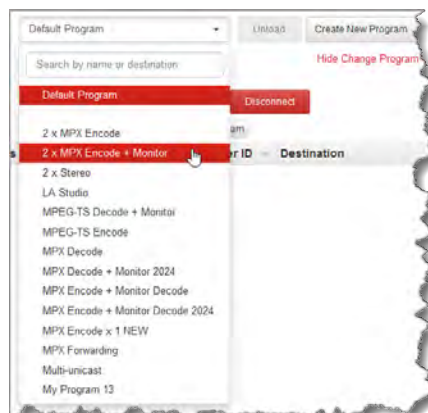 Default Program
Unload
Create New Program
Search by name or destination
Hide Change Program
Default Program
Disconnect
2 x MPX Encode
am
2 x MPX Encode + Monitor
s
er ID
Destination
2 x Stereo
LA Studio
MPEG-TS Decode + Monitor
MPEG-TS Encode
MPX Decode
MPX Decode + Monitor 2024
MPX Encode + Monitor Decode
MPX Encode + Monitor Decode 2024
MPX Encode x 1 NEW
MPX Forwarding
Multi-unicast
My Program 13